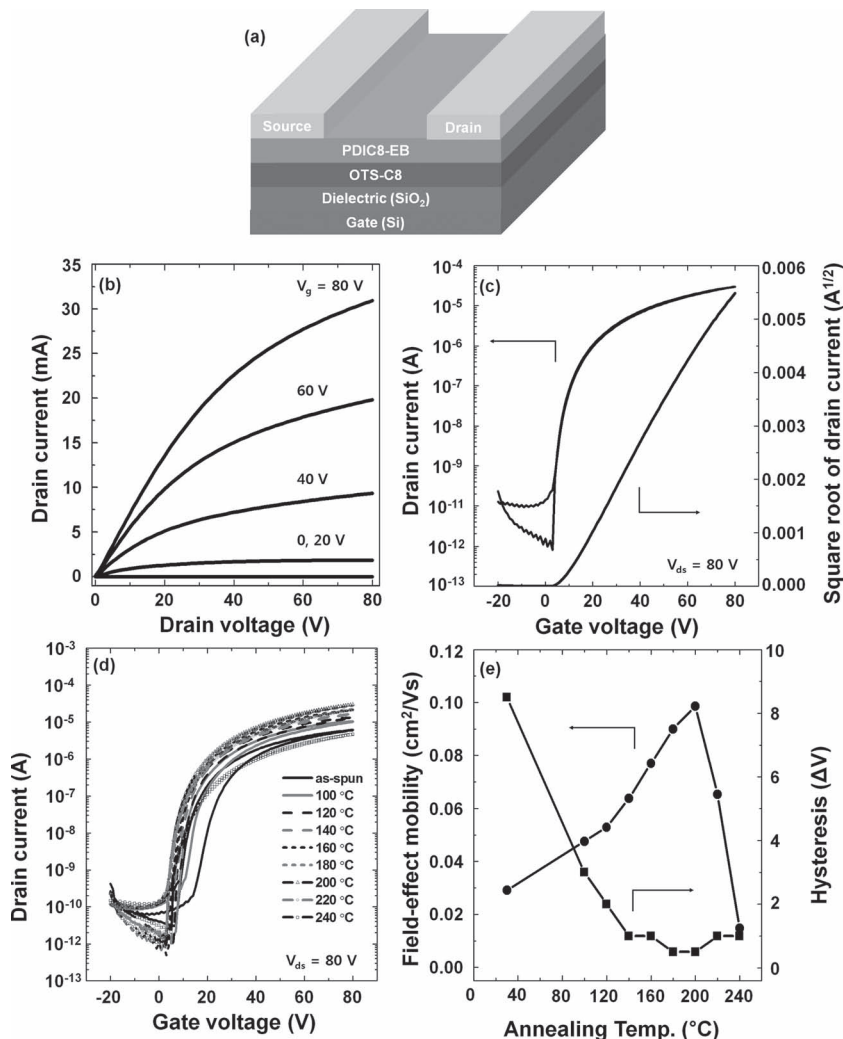 (a)
Source
Drain
PDIC8-EB
OTS-C8
Dielectric (SiO₂)
Gate (Si)
(b)
V_g = 80 V
60 V
40 V
0, 20 V
35
30
25
20
15
10
5
0
Drain current (mA)
0 20 40 60 80
Drain voltage (V)
(c)
10⁻⁴
10⁻⁵
10⁻⁶
10⁻⁷
10⁻⁸
10⁻⁹
10⁻¹⁰
10⁻¹¹
10⁻¹²
10⁻¹³
Drain current (A)
V_ds = 80 V
-20 0 20 40 60 80
Gate voltage (V)
0.006
0.005
0.004
0.003
0.002
0.001
0.000
Square root of drain current (A^1/2)
(d)
10⁻³
10⁻⁴
10⁻⁵
10⁻⁶
10⁻⁷
10⁻⁸
10⁻⁹
10⁻¹⁰
10⁻¹¹
10⁻¹²
10⁻¹³
Drain current (A)
as-spun
100 °C
120 °C
140 °C
160 °C
180 °C
200 °C
220 °C
240 °C
V_ds = 80 V
-20 0 20 40 60 80
Gate voltage (V)
(e)
0.12
0.10
0.08
0.06
0.04
0.02
0.00
Field-effect mobility (cm²/Vs)
10
8
6
4
2
0
Hysteresis (ΔV)
40 80 120 160 200 240
Annealing Temp. (°C)